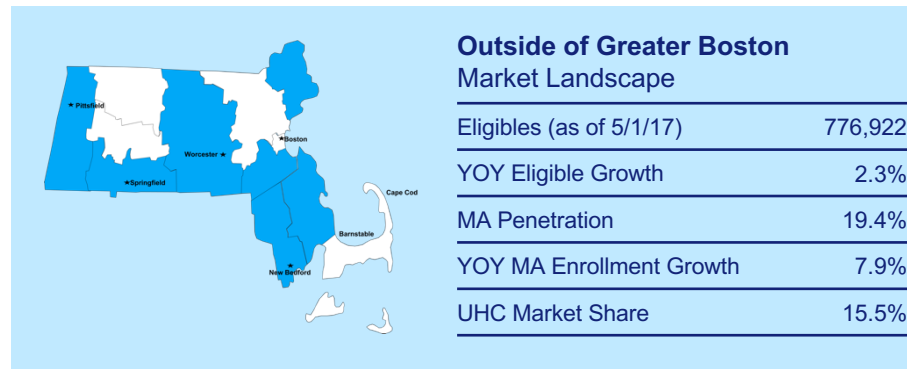 Outside of Greater Boston
Market Landscape
Eligibles (as of 5/1/17) 776,922
YOY Eligible Growth 2.3%
MA Penetration 19.4%
YOY MA Enrollment Growth 7.9%
UHC Market Share 15.5%
Pittsfield
Boston
Worcester
Springfield
Cape Cod
Barnstable
New Bedford